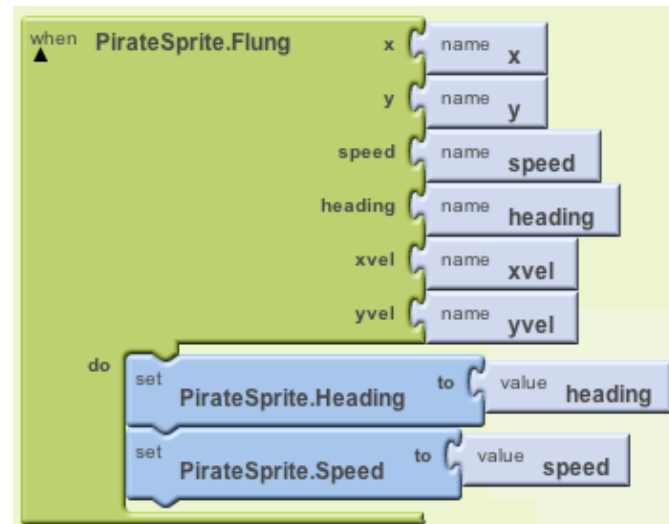 when PirateSprite.Flung x name x
y name y
speed name speed
heading name heading
xvel name xvel
yvel name yvel
do set PirateSprite.Heading to value heading
set PirateSprite.Speed to value speed